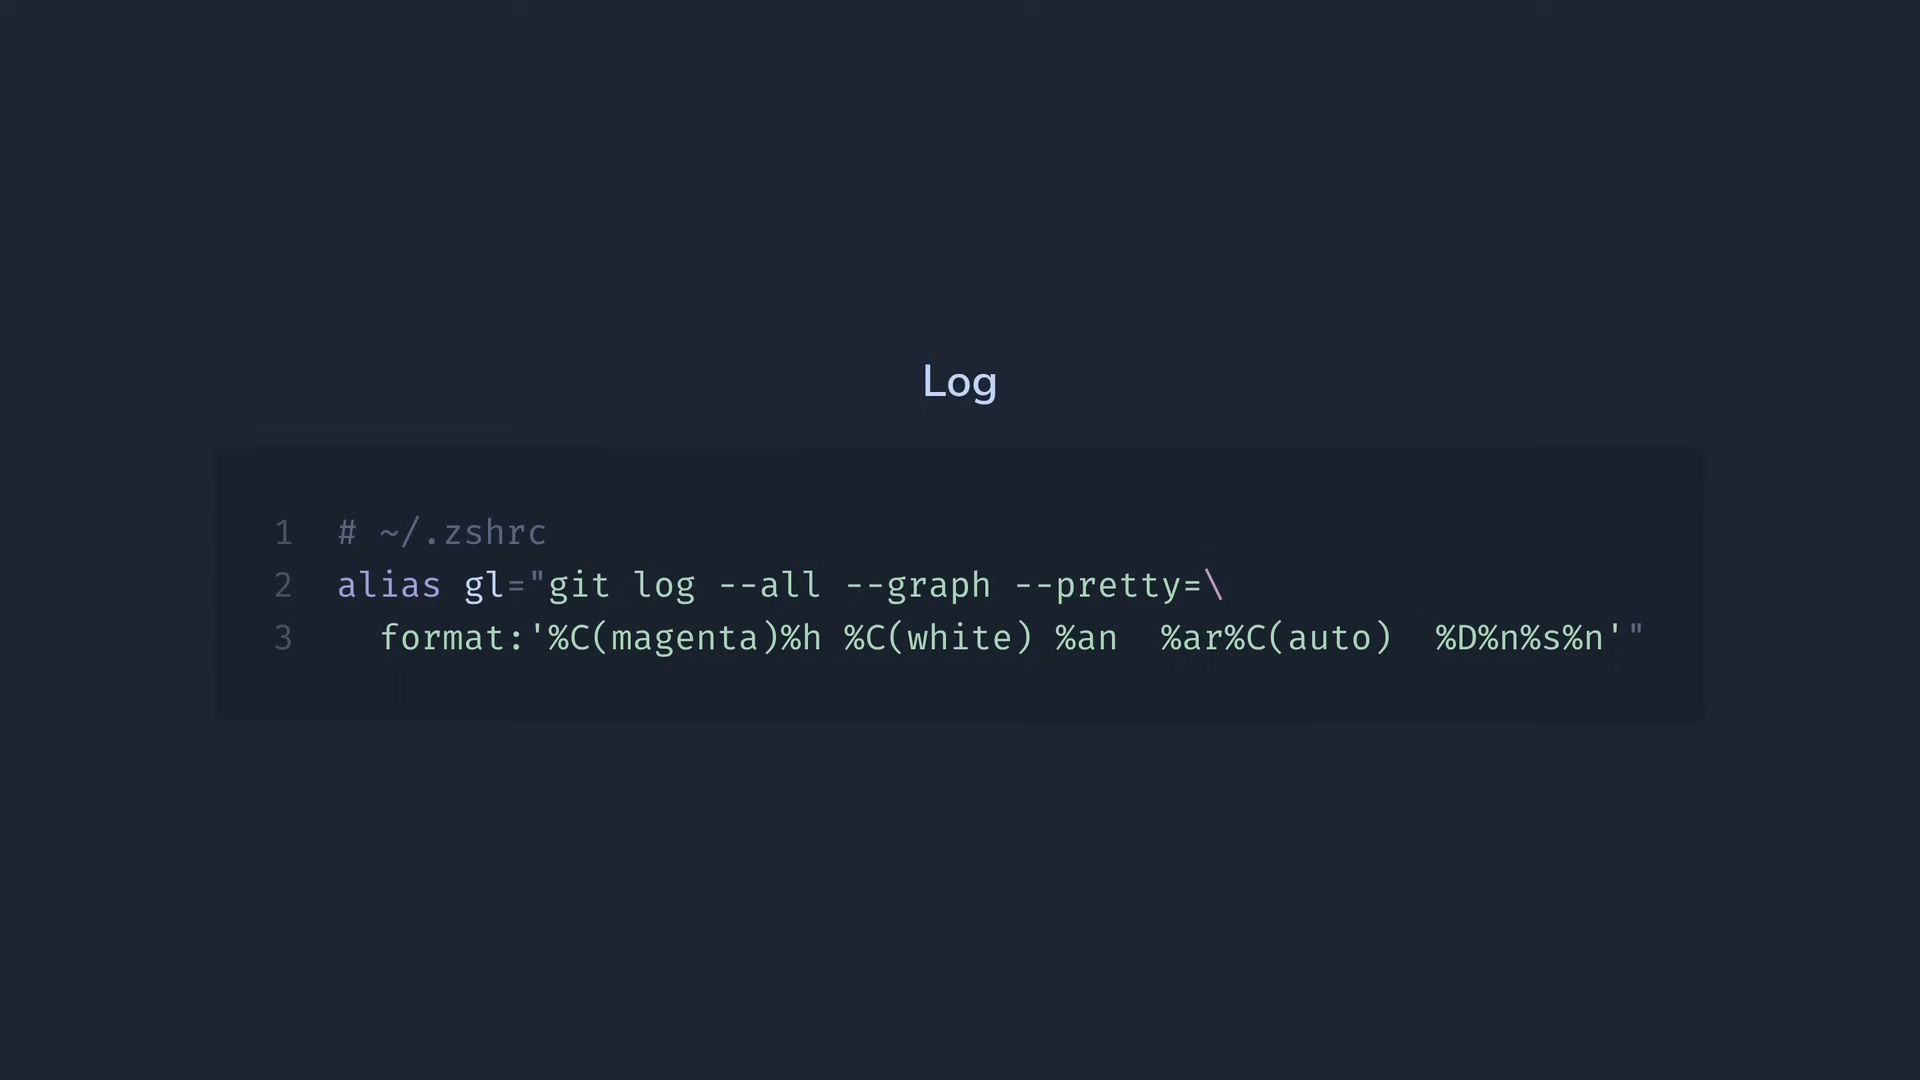 Log
1 # ~/.zshrc
2 alias gl="git log --all --graph --pretty=\
3   format:'%C(magenta)%h %C(white) %an  %ar%C(auto)  %D%n%s%n'"